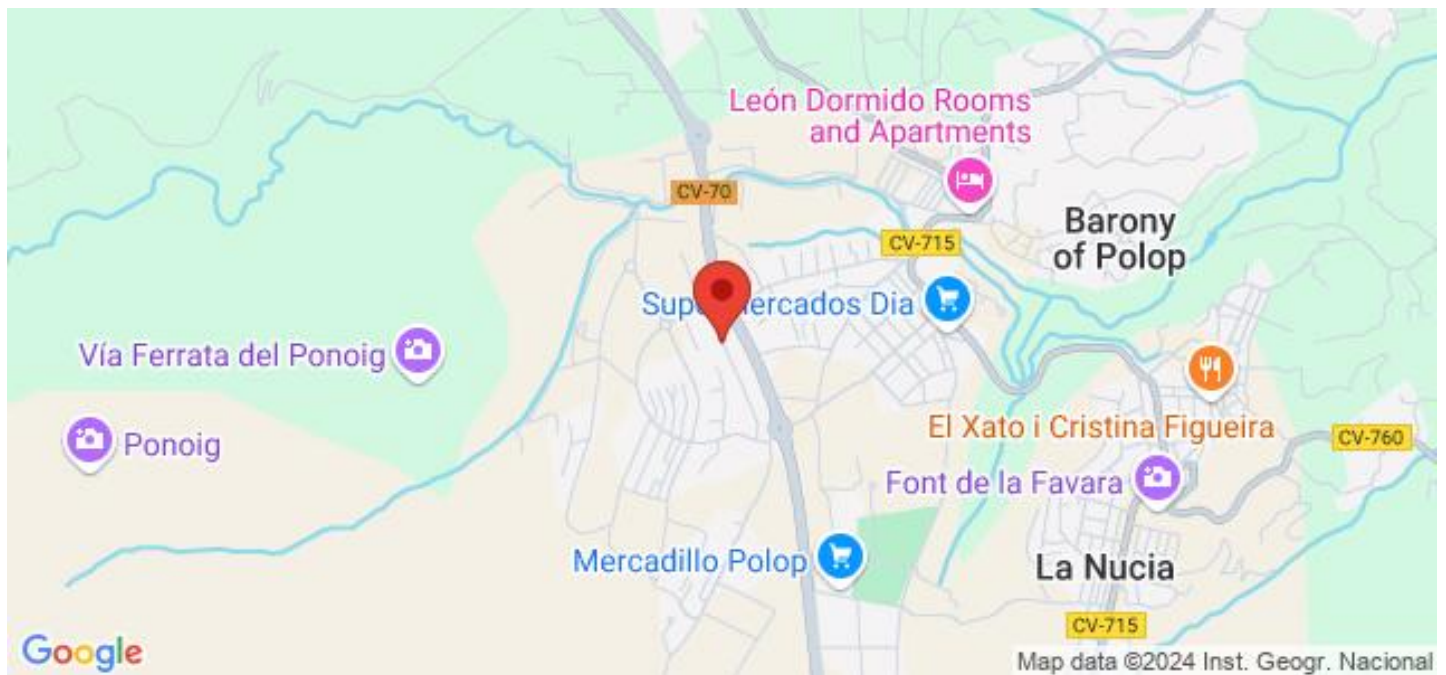 León Dormido Rooms
and Apartments
CV-70
Barony
of Polop
CV-715
Supe mercados Dia
Vía Ferrata del Ponoig
El Xato i Cristina Figueira
CV-760
Ponoig
Font de la Favara
Mercadillo Polop
La Nucia
CV-715
Google
Map data ©2024 Inst. Geogr. Nacional